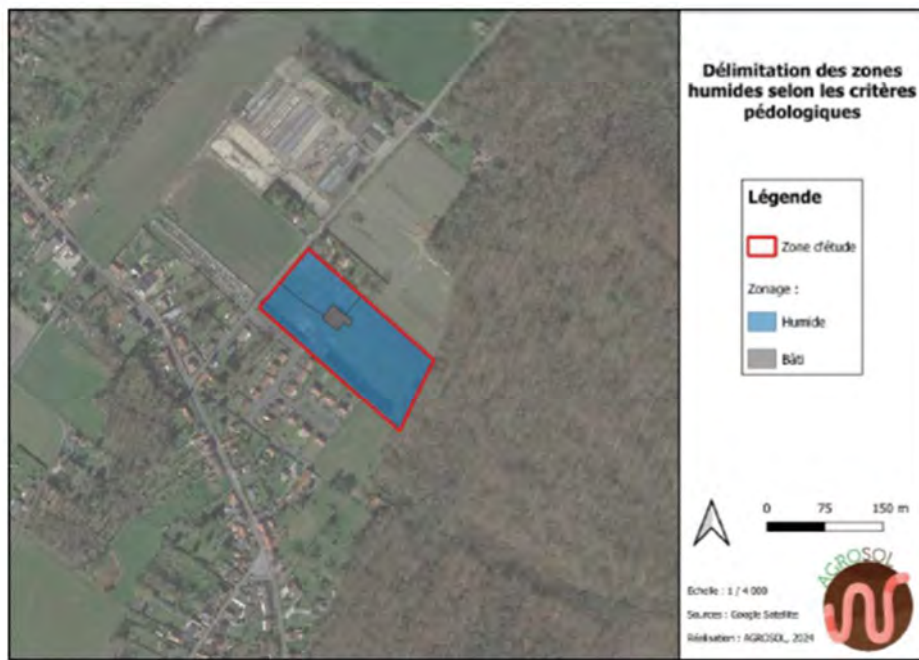 Délimitation des zones
humides selon les critères
pédologiques
Légende
Zone d'étude
Zonage :
Humide
Bâti
0 75 150 m
AGROSOL
Echelle : 1 / 4 000
Sources : Google Satellite
Réalisation : AGROSOL, 2024